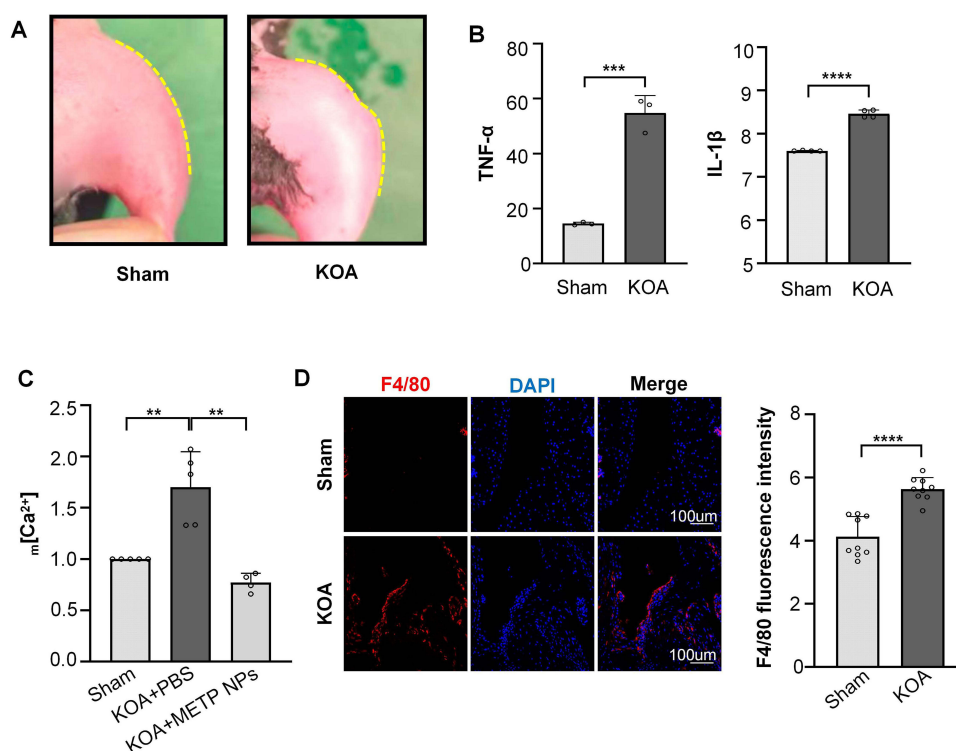 A
Sham
KOA
B
TNF-α
80
60
40
20
0
***
Sham
KOA
IL-1β
10
9
8
7
6
5
****
Sham
KOA
C
m[Ca2+]
2.5
2.0
1.5
1.0
0.5
0.0
**
**
Sham
KOA+PBS
KOA+METP NPs
D
F4/80
DAPI
Merge
Sham
100um
KOA
100um
F4/80 fluorescence intensity
8
6
4
2
0
****
Sham
KOA